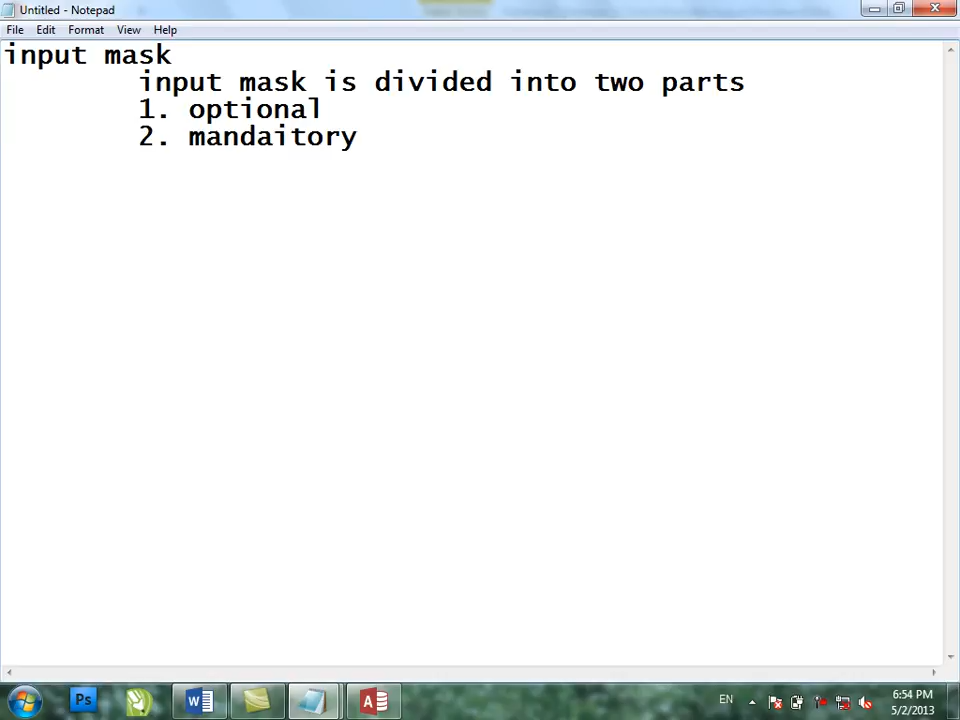 Untitled - Notepad
File Edit Format View Help
input mask
input mask is divided into two parts
1. optional
2. mandaitory
Ps
EN
6:54 PM
5/2/2013